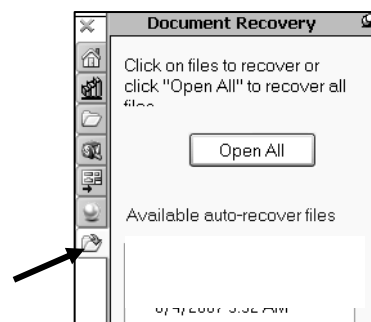 Document Recovery
Click on files to recover or
click "Open All" to recover all
files
Open All
Available auto-recover files